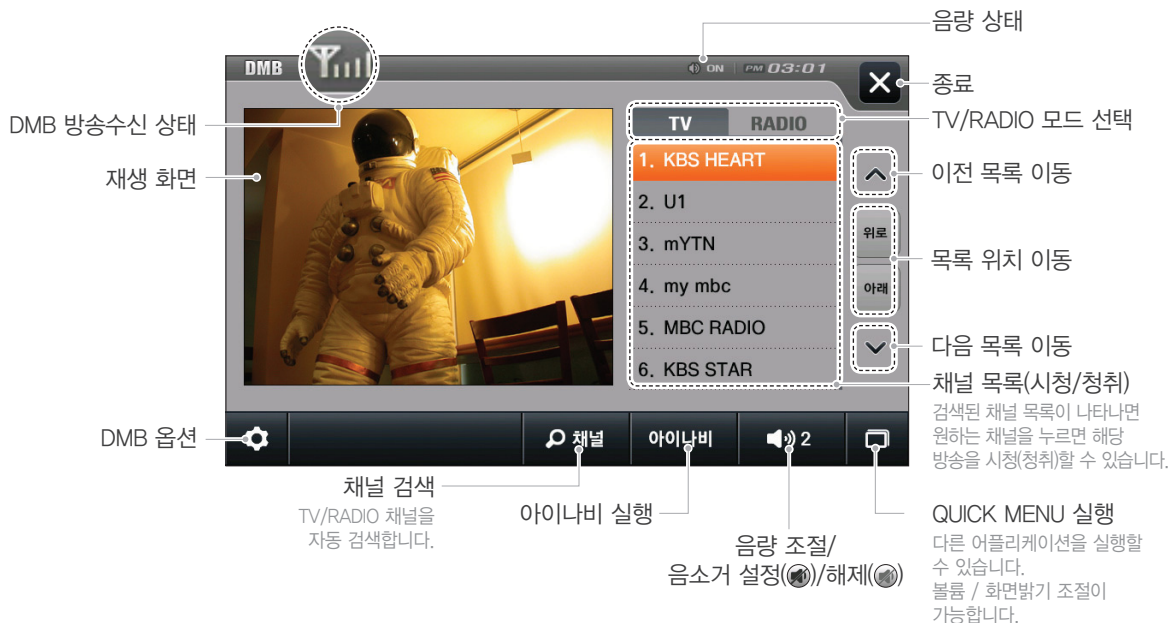 음량 상태
DMB
ON
PM 03:01
종료
DMB 방송수신 상태
TV
RADIO
TV/RADIO 모드 선택
재생 화면
1. KBS HEART
이전 목록 이동
2. U1
3. mYTN
위로
목록 위치 이동
4. my mbc
아래
5. MBC RADIO
다음 목록 이동
6. KBS STAR
채널 목록(시청/청취)
검색된 채널 목록이 나타나면
원하는 채널을 누르면 해당
방송을 시청(청취)할 수 있습니다.
DMB 옵션
채널
아이나비
2
채널 검색
TV/RADIO 채널을
자동 검색합니다.
아이나비 실행
음량 조절/
음소거 설정()/해제()
QUICK MENU 실행
다른 어플리케이션을 실행할
수 있습니다.
볼륨 / 화면밝기 조절이
가능합니다.